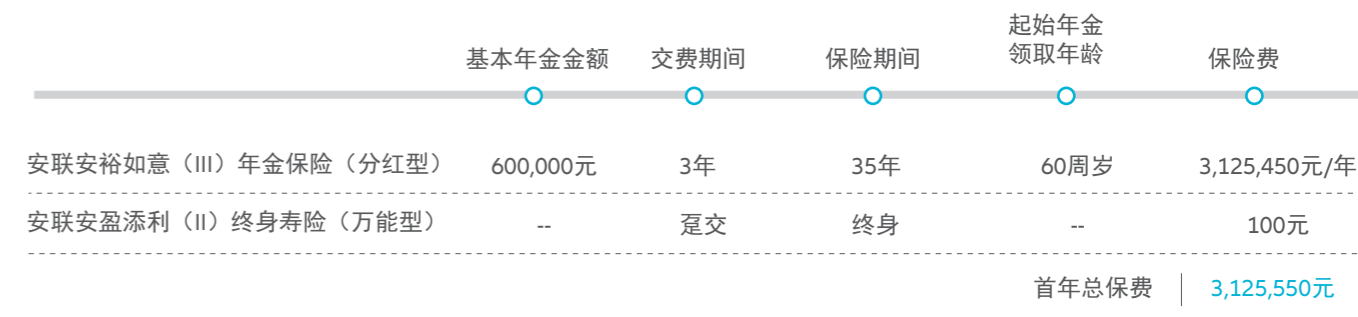 基本年金金额 交费期间 保险期间 起始年金领取年龄 保险费
安联安裕如意（III）年金保险（分红型） 600,000元 3年 35年 60周岁 3,125,450元/年
安联安盈添利（II）终身寿险（万能型） -- 趸交 终身 -- 100元
首年总保费 3,125,550元